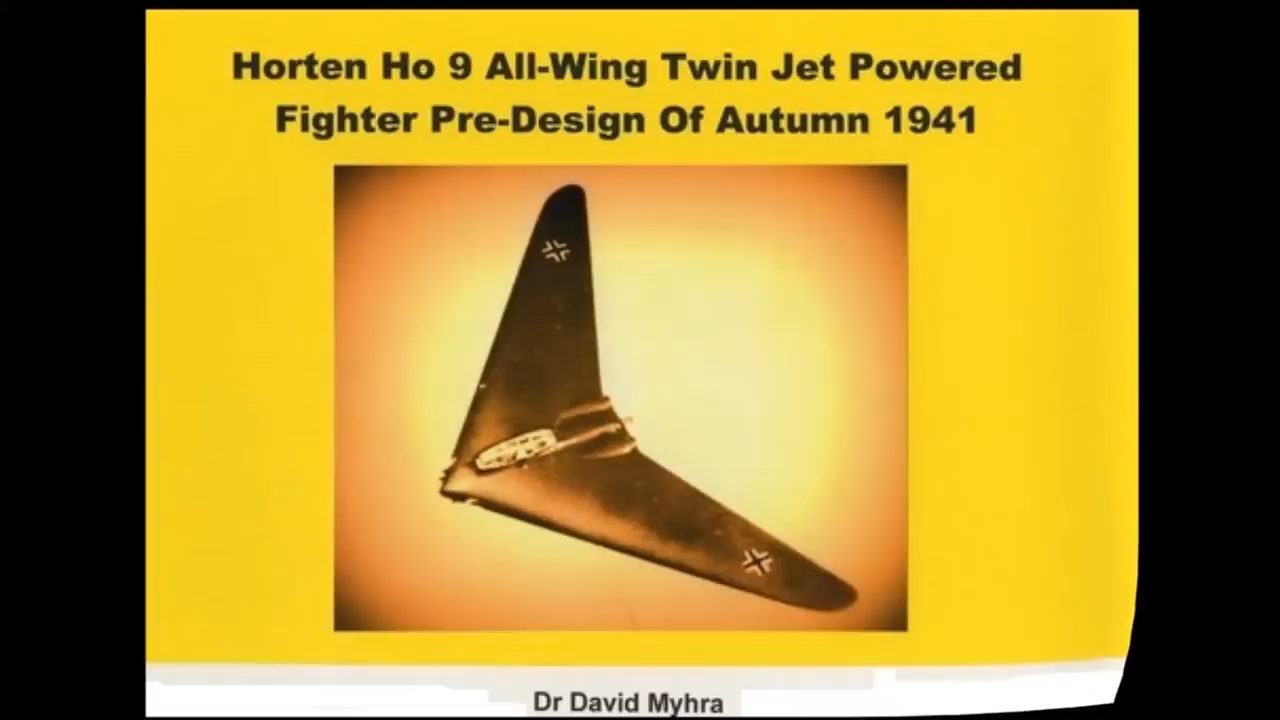 Horten Ho 9 All-Wing Twin Jet Powered
Fighter Pre-Design Of Autumn 1941
Dr David Myhra